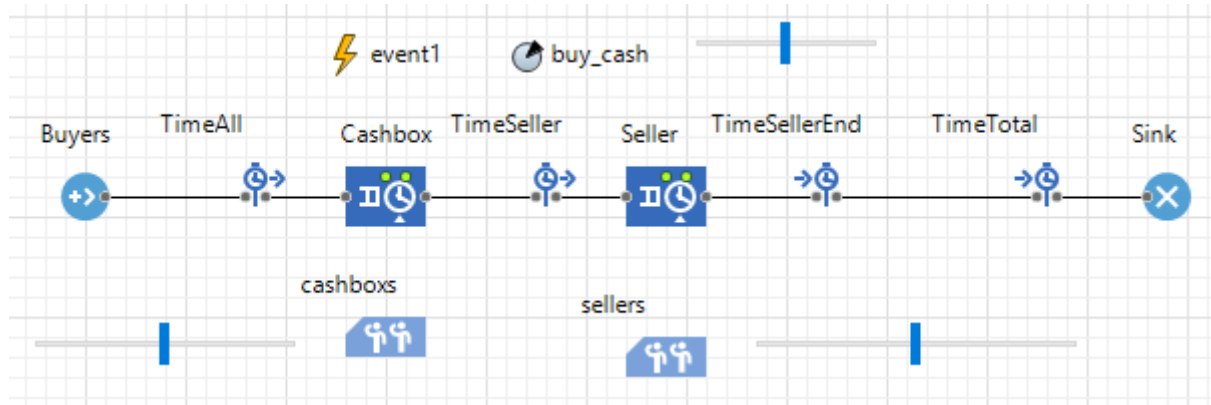 event1
buy_cash
Buyers
TimeAll
Cashbox
TimeSeller
Seller
TimeSellerEnd
TimeTotal
Sink
cashboxs
sellers